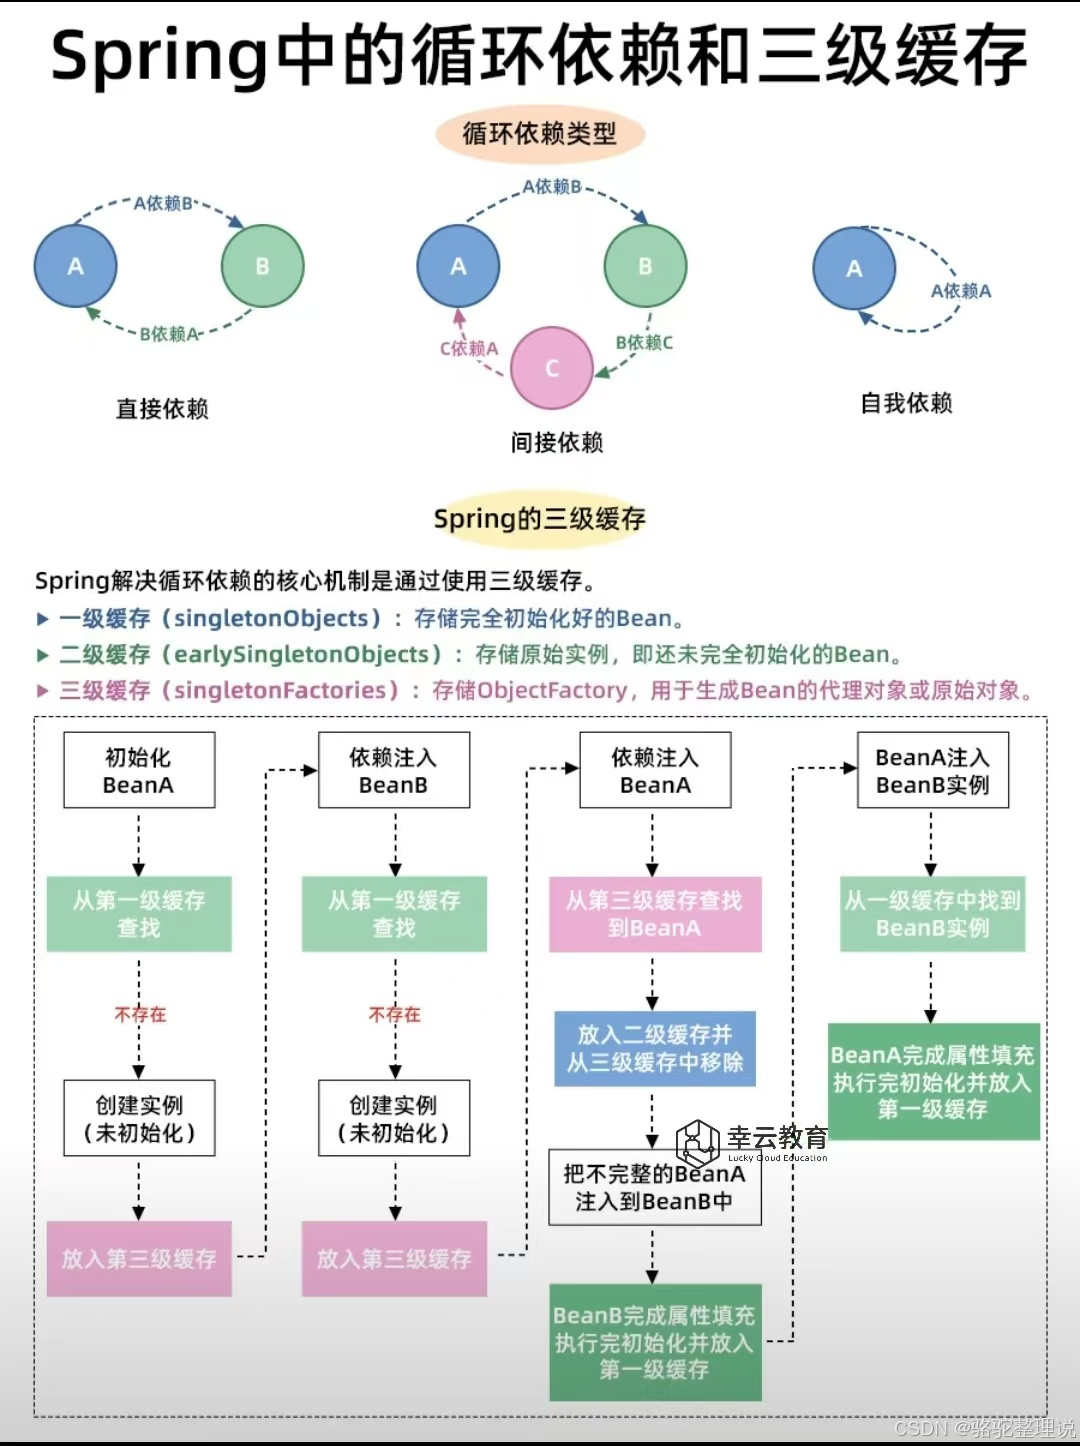 Spring中的循环依赖和三级缓存
循环依赖类型
A依赖B
A
B
B依赖A
直接依赖
A依赖B
A
B
C依赖A
B依赖C
C
间接依赖
A
A依赖A
自我依赖
Spring的三级缓存
Spring解决循环依赖的核心机制是通过使用三级缓存。
一级缓存（singletonObjects）：存储完全初始化好的Bean。
二级缓存（earlySingletonObjects）：存储原始实例，即还未完全初始化的Bean。
三级缓存（singletonFactories）：存储ObjectFactory，用于生成Bean的代理对象或原始对象。
初始化
BeanA
从第一级缓存
查找
不存在
创建实例
（未初始化）
放入第三级缓存
依赖注入
BeanB
从第一级缓存
查找
不存在
创建实例
（未初始化）
放入第三级缓存
依赖注入
BeanA
从第三级缓存查找
到BeanA
放入二级缓存并
从三级缓存中移除
把不完整的BeanA
注入到BeanB中
BeanB完成属性填充
执行完初始化并放入
第一级缓存
BeanA注入
BeanB实例
从一级缓存中找到
BeanB实例
BeanA完成属性填充
执行完初始化并放入
第一级缓存
幸云教育
Lucky Cloud Education
CSDN @骆驼整理说